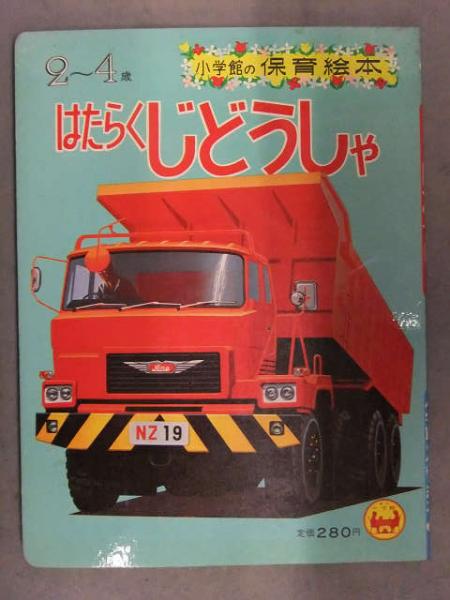 2〜4歳
小学館の保育絵本
はたらくじどうしゃ
Hino
NZ 19
定価280円